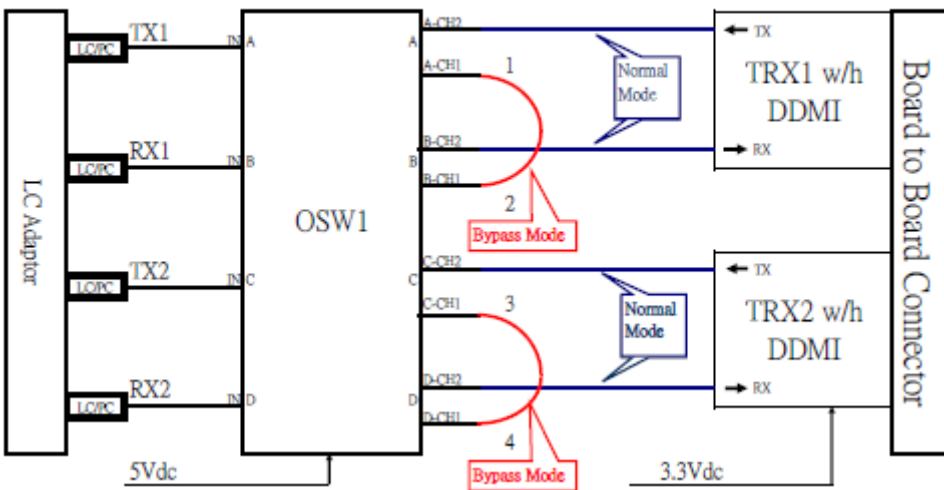 LC Adaptor
LC/PC
TX1
LC/PC
RX1
LC/PC
TX2
LC/PC
RX2
5Vdc
IN A
IN B
IN C
IN D
OSW1
A
B
C
D
A-CH2
A-CH1
B-CH2
B-CH1
C-CH2
C-CH1
D-CH2
D-CH1
1
2
3
4
Normal
Mode
Bypass Mode
Normal
Mode
Bypass Mode
TX
TRX1 w/h
DDMI
RX
TX
TRX2 w/h
DDMI
RX
3.3Vdc
Board to Board Connector